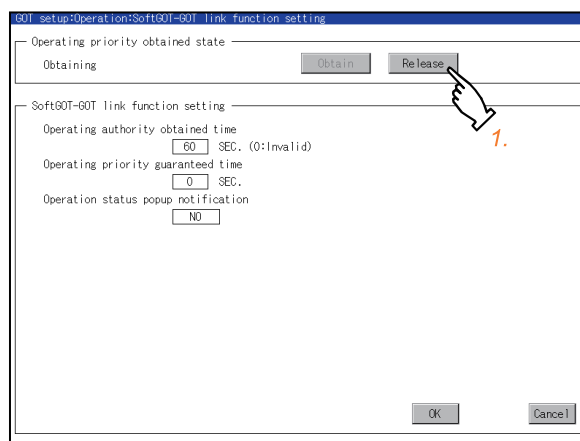 GOT setup:Operation:SoftGOT-GOT link function setting
Operating priority obtained state
Obtaining Obtain Release
1.
SoftGOT-GOT link function setting
Operating authority obtained time
60 SEC. (0:Invalid)
Operating priority guaranteed time
0 SEC.
Operation status popup notification
NO
OK Cancel